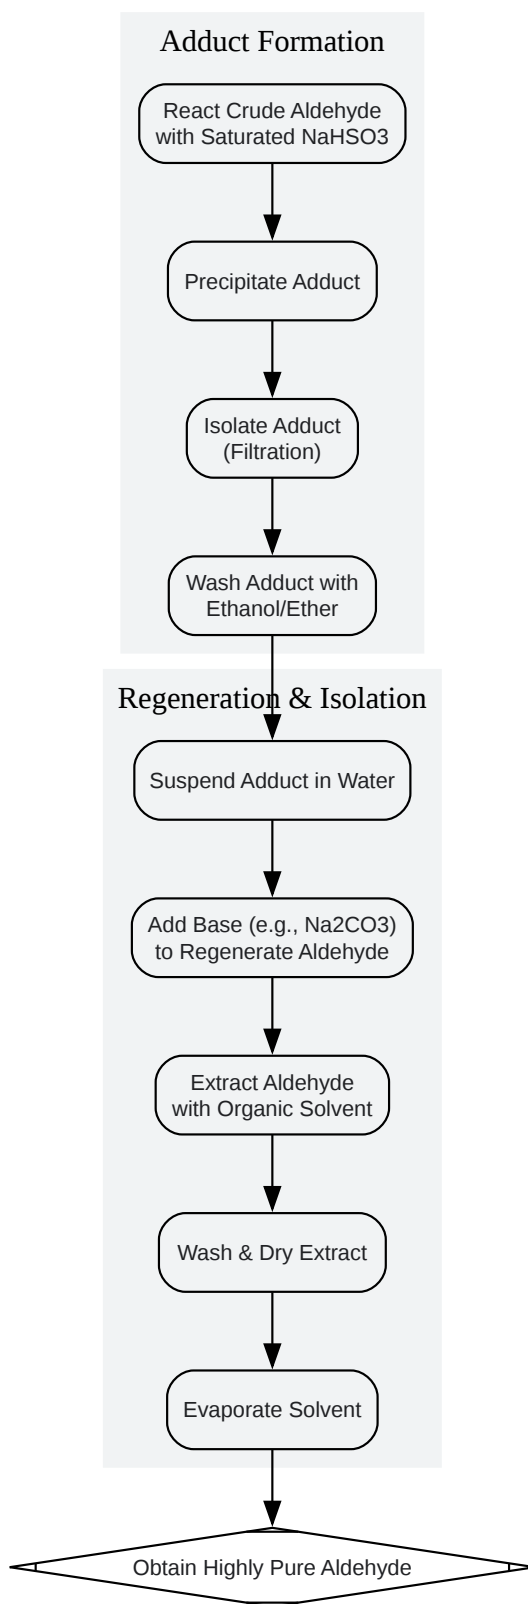 Adduct Formation
React Crude Aldehyde
with Saturated NaHSO3
Precipitate Adduct
Isolate Adduct
(Filtration)
Wash Adduct with
Ethanol/Ether
Regeneration & Isolation
Suspend Adduct in Water
Add Base (e.g., Na2CO3)
to Regenerate Aldehyde
Extract Aldehyde
with Organic Solvent
Wash & Dry Extract
Evaporate Solvent
Obtain Highly Pure Aldehyde